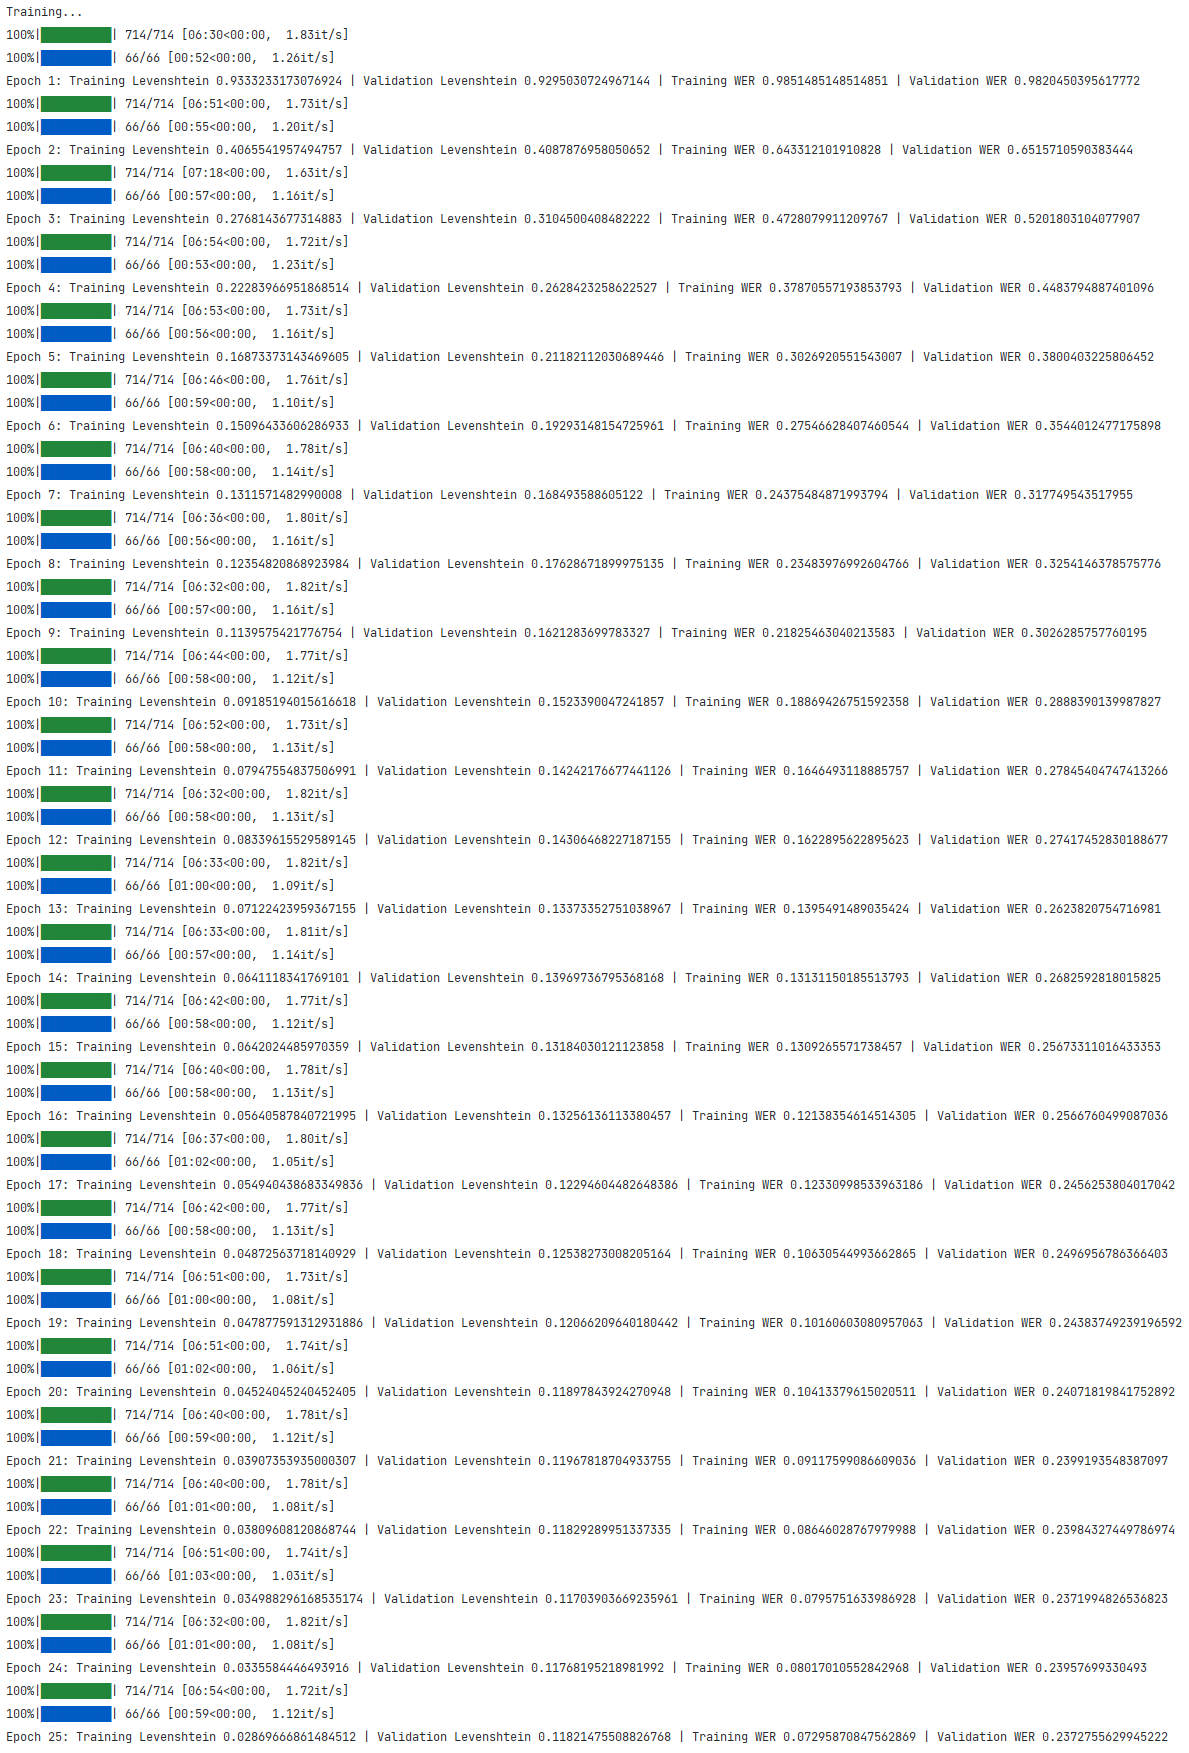 Training...
100%|██████████| 714/714 [06:30<00:00,  1.83it/s]
100%|██████████| 66/66 [00:52<00:00,  1.26it/s]
Epoch 1: Training Levenshtein 0.9333233173076924 | Validation Levenshtein 0.9295030724967144 | Training WER 0.9851485148514851 | Validation WER 0.9820450395617772
100%|██████████| 714/714 [06:51<00:00,  1.73it/s]
100%|██████████| 66/66 [00:55<00:00,  1.20it/s]
Epoch 2: Training Levenshtein 0.4065541957494757 | Validation Levenshtein 0.4087876958050652 | Training WER 0.643312101910828 | Validation WER 0.6515710590383444
100%|██████████| 714/714 [07:18<00:00,  1.63it/s]
100%|██████████| 66/66 [00:57<00:00,  1.16it/s]
Epoch 3: Training Levenshtein 0.2768143677314883 | Validation Levenshtein 0.3104500408482222 | Training WER 0.4728079911209767 | Validation WER 0.5201803104077907
100%|██████████| 714/714 [06:54<00:00,  1.72it/s]
100%|██████████| 66/66 [00:53<00:00,  1.23it/s]
Epoch 4: Training Levenshtein 0.22283966951868514 | Validation Levenshtein 0.2628423258622527 | Training WER 0.37870557193853793 | Validation WER 0.4483794887401096
100%|██████████| 714/714 [06:53<00:00,  1.73it/s]
100%|██████████| 66/66 [00:56<00:00,  1.16it/s]
Epoch 5: Training Levenshtein 0.16873373143469605 | Validation Levenshtein 0.21182112030689446 | Training WER 0.3026920551543007 | Validation WER 0.3800403225806452
100%|██████████| 714/714 [06:46<00:00,  1.76it/s]
100%|██████████| 66/66 [00:59<00:00,  1.10it/s]
Epoch 6: Training Levenshtein 0.15096433606286933 | Validation Levenshtein 0.19293148154725961 | Training WER 0.27546628407460544 | Validation WER 0.3544012477175898
100%|██████████| 714/714 [06:40<00:00,  1.78it/s]
100%|██████████| 66/66 [00:58<00:00,  1.14it/s]
Epoch 7: Training Levenshtein 0.1311571482990008 | Validation Levenshtein 0.168493588605122 | Training WER 0.24375484871993794 | Validation WER 0.317749543517955
100%|██████████| 714/714 [06:36<00:00,  1.80it/s]
100%|██████████| 66/66 [00:56<00:00,  1.16it/s]
Epoch 8: Training Levenshtein 0.12354820868923984 | Validation Levenshtein 0.17628671899975135 | Training WER 0.23483976992604766 | Validation WER 0.3254146378575776
100%|██████████| 714/714 [06:32<00:00,  1.82it/s]
100%|██████████| 66/66 [00:57<00:00,  1.16it/s]
Epoch 9: Training Levenshtein 0.1139575421776754 | Validation Levenshtein 0.1621283699783327 | Training WER 0.21825463040213583 | Validation WER 0.3026285757760195
100%|██████████| 714/714 [06:44<00:00,  1.77it/s]
100%|██████████| 66/66 [00:58<00:00,  1.12it/s]
Epoch 10: Training Levenshtein 0.09185194015616618 | Validation Levenshtein 0.1523390047241857 | Training WER 0.18869426751592358 | Validation WER 0.2888390139987827
100%|██████████| 714/714 [06:52<00:00,  1.73it/s]
100%|██████████| 66/66 [00:58<00:00,  1.13it/s]
Epoch 11: Training Levenshtein 0.07947554837506991 | Validation Levenshtein 0.14242176677441126 | Training WER 0.1646493118885757 | Validation WER 0.27845404747413266
100%|██████████| 714/714 [06:32<00:00,  1.82it/s]
100%|██████████| 66/66 [00:58<00:00,  1.13it/s]
Epoch 12: Training Levenshtein 0.08339615529589145 | Validation Levenshtein 0.14306468227187155 | Training WER 0.1622895622895623 | Validation WER 0.27417452830188677
100%|██████████| 714/714 [06:33<00:00,  1.82it/s]
100%|██████████| 66/66 [01:00<00:00,  1.09it/s]
Epoch 13: Training Levenshtein 0.07122423959367155 | Validation Levenshtein 0.13373352751038967 | Training WER 0.1395491489035424 | Validation WER 0.2623820754716981
100%|██████████| 714/714 [06:33<00:00,  1.81it/s]
100%|██████████| 66/66 [00:57<00:00,  1.14it/s]
Epoch 14: Training Levenshtein 0.0641118341769101 | Validation Levenshtein 0.13969736795368168 | Training WER 0.13131150185513793 | Validation WER 0.2682592818015825
100%|██████████| 714/714 [06:42<00:00,  1.77it/s]
100%|██████████| 66/66 [00:58<00:00,  1.12it/s]
Epoch 15: Training Levenshtein 0.0642024485970359 | Validation Levenshtein 0.13184030121123858 | Training WER 0.1309265571738457 | Validation WER 0.25673311016433353
100%|██████████| 714/714 [06:40<00:00,  1.78it/s]
100%|██████████| 66/66 [00:58<00:00,  1.13it/s]
Epoch 16: Training Levenshtein 0.05640587840721995 | Validation Levenshtein 0.13256136113380457 | Training WER 0.12138354614514305 | Validation WER 0.2566760499087036
100%|██████████| 714/714 [06:37<00:00,  1.80it/s]
100%|██████████| 66/66 [01:02<00:00,  1.05it/s]
Epoch 17: Training Levenshtein 0.054940438683349836 | Validation Levenshtein 0.12294604482648386 | Training WER 0.12330998533963186 | Validation WER 0.2456253804017042
100%|██████████| 714/714 [06:42<00:00,  1.77it/s]
100%|██████████| 66/66 [00:58<00:00,  1.13it/s]
Epoch 18: Training Levenshtein 0.04872563718140929 | Validation Levenshtein 0.12538273008205164 | Training WER 0.10630544993662865 | Validation WER 0.2496956786366403
100%|██████████| 714/714 [06:51<00:00,  1.73it/s]
100%|██████████| 66/66 [01:00<00:00,  1.08it/s]
Epoch 19: Training Levenshtein 0.047877591312931886 | Validation Levenshtein 0.12066209640180442 | Training WER 0.10160603080957063 | Validation WER 0.24383749239196592
100%|██████████| 714/714 [06:51<00:00,  1.74it/s]
100%|██████████| 66/66 [01:02<00:00,  1.06it/s]
Epoch 20: Training Levenshtein 0.04524045240452405 | Validation Levenshtein 0.11897843924270948 | Training WER 0.10413379615020511 | Validation WER 0.24071819841752892
100%|██████████| 714/714 [06:40<00:00,  1.78it/s]
100%|██████████| 66/66 [00:59<00:00,  1.12it/s]
Epoch 21: Training Levenshtein 0.03907353935000307 | Validation Levenshtein 0.11967818704933755 | Training WER 0.09117599086609036 | Validation WER 0.2399193548387097
100%|██████████| 714/714 [06:40<00:00,  1.78it/s]
100%|██████████| 66/66 [01:01<00:00,  1.08it/s]
Epoch 22: Training Levenshtein 0.03809608120868744 | Validation Levenshtein 0.11829289951337335 | Training WER 0.08646028767979988 | Validation WER 0.23984327449786974
100%|██████████| 714/714 [06:51<00:00,  1.74it/s]
100%|██████████| 66/66 [01:03<00:00,  1.03it/s]
Epoch 23: Training Levenshtein 0.034988296168535174 | Validation Levenshtein 0.11703903669235961 | Training WER 0.0795751633986928 | Validation WER 0.2371994826536823
100%|██████████| 714/714 [06:32<00:00,  1.82it/s]
100%|██████████| 66/66 [01:01<00:00,  1.08it/s]
Epoch 24: Training Levenshtein 0.0335584446493916 | Validation Levenshtein 0.11768195218981992 | Training WER 0.08017010552842968 | Validation WER 0.23957699330493
100%|██████████| 714/714 [06:54<00:00,  1.72it/s]
100%|██████████| 66/66 [00:59<00:00,  1.12it/s]
Epoch 25: Training Levenshtein 0.02869666861484512 | Validation Levenshtein 0.11821475508826768 | Training WER 0.07295870847562869 | Validation WER 0.2372755629945222